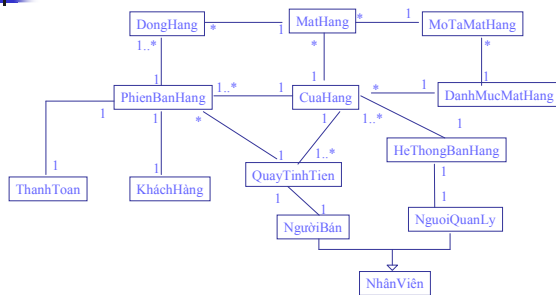 DongHang * 1 MatHang * 1 MoTaMatHang
1..* * *
1 1 1
PhienBanHang 1..* 1 CuaHang * 1 DanhMucMatHang
1 1 * 1 1..* 1
1 1 1 1..* HeThongBanHang
ThanhToan KháchHàng QuayTinhTien 1
1 1
1 NguoiQuanLy
NgườiBán
NhânViên